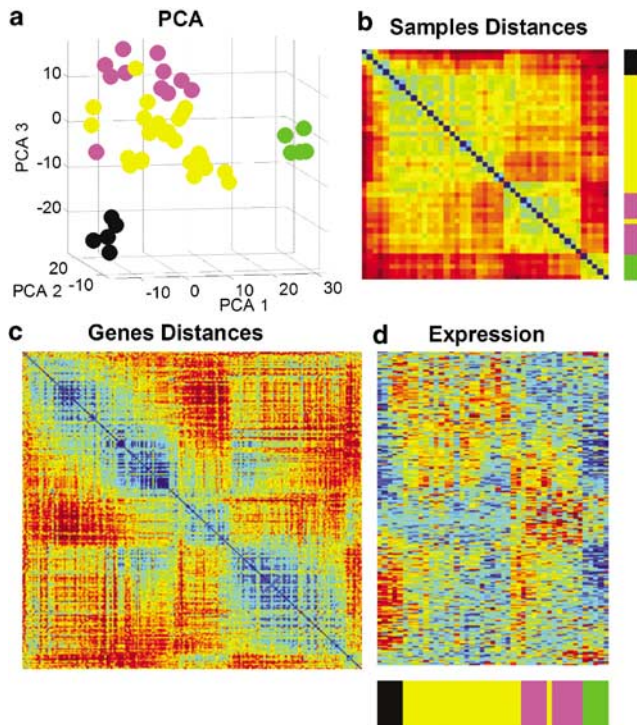 a
PCA
b
Samples Distances
10
0
-10
-20
PCA 3
20
-10
PCA 2
-10
0
10
20
30
PCA 1
c
Genes Distances
d
Expression